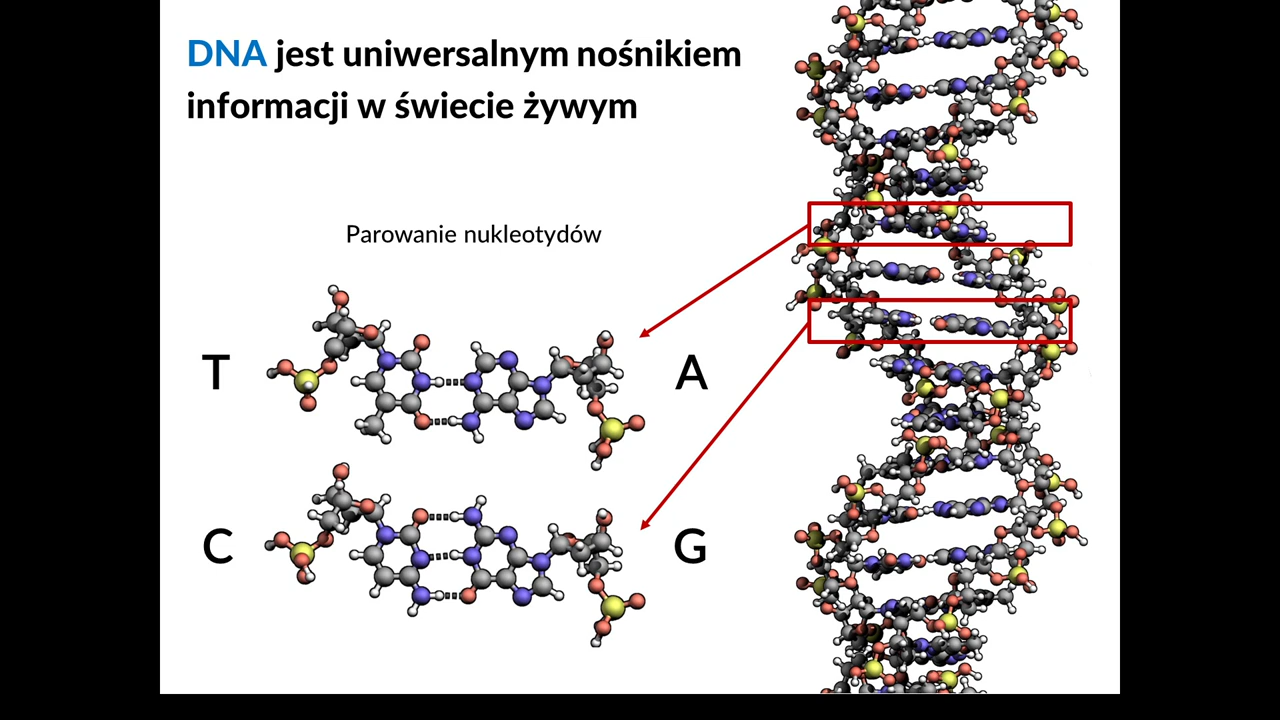 DNA jest uniwersalnym nośnikiem
informacji w świecie żywym
Parowanie nukleotydów
T A
C G